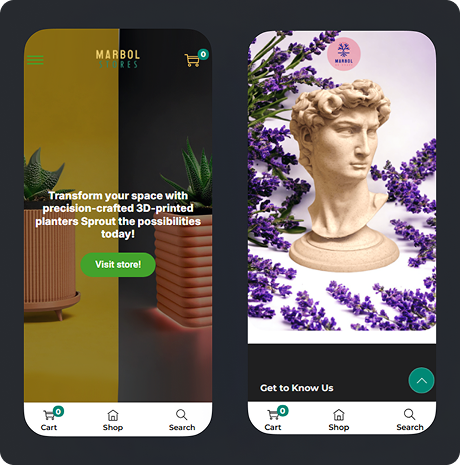 MARBOL
RES
0
Transform your space with
precision-crafted 3D-printed
planters Sprout the possibilities
today!
Visit store!
0
Cart
Shop
Search
MARBOL
Get to Know Us
0
Cart
Shop
Search